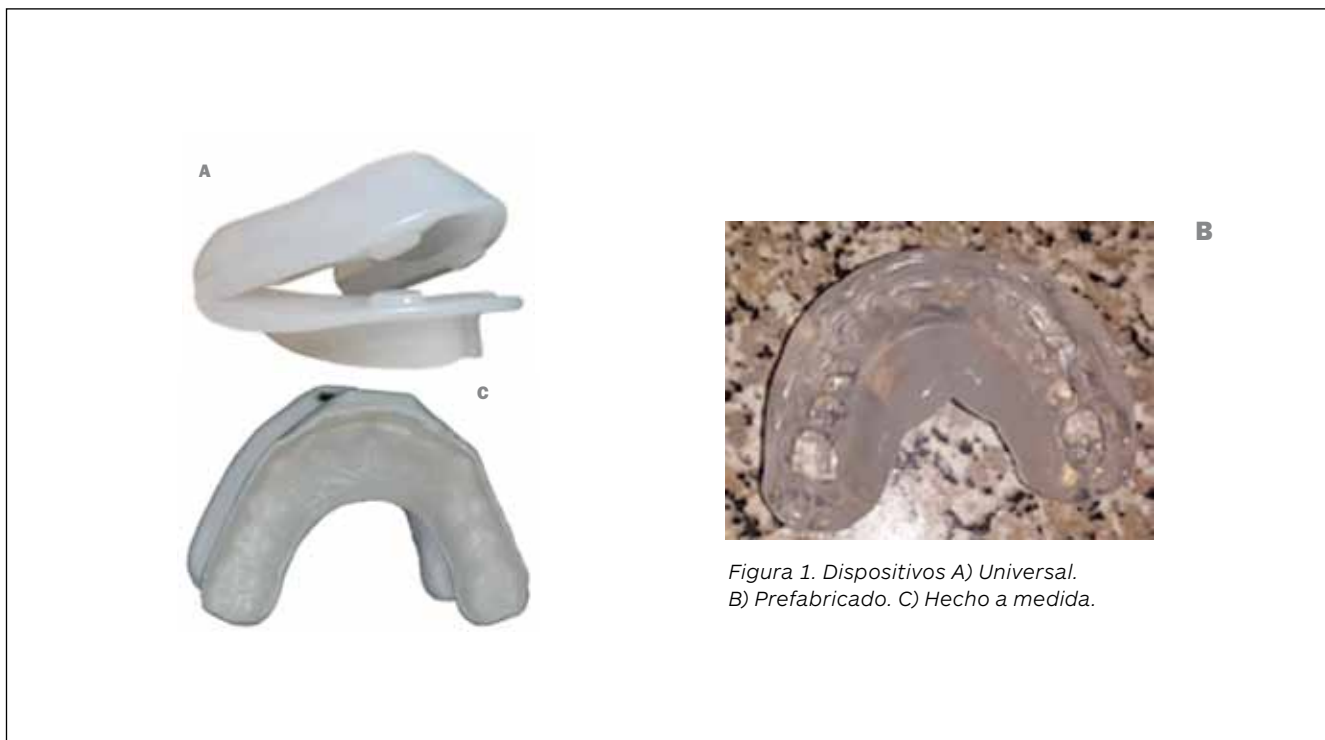 A
B
C
Figura 1. Dispositivos A) Universal.
B) Prefabricado. C) Hecho a medida.